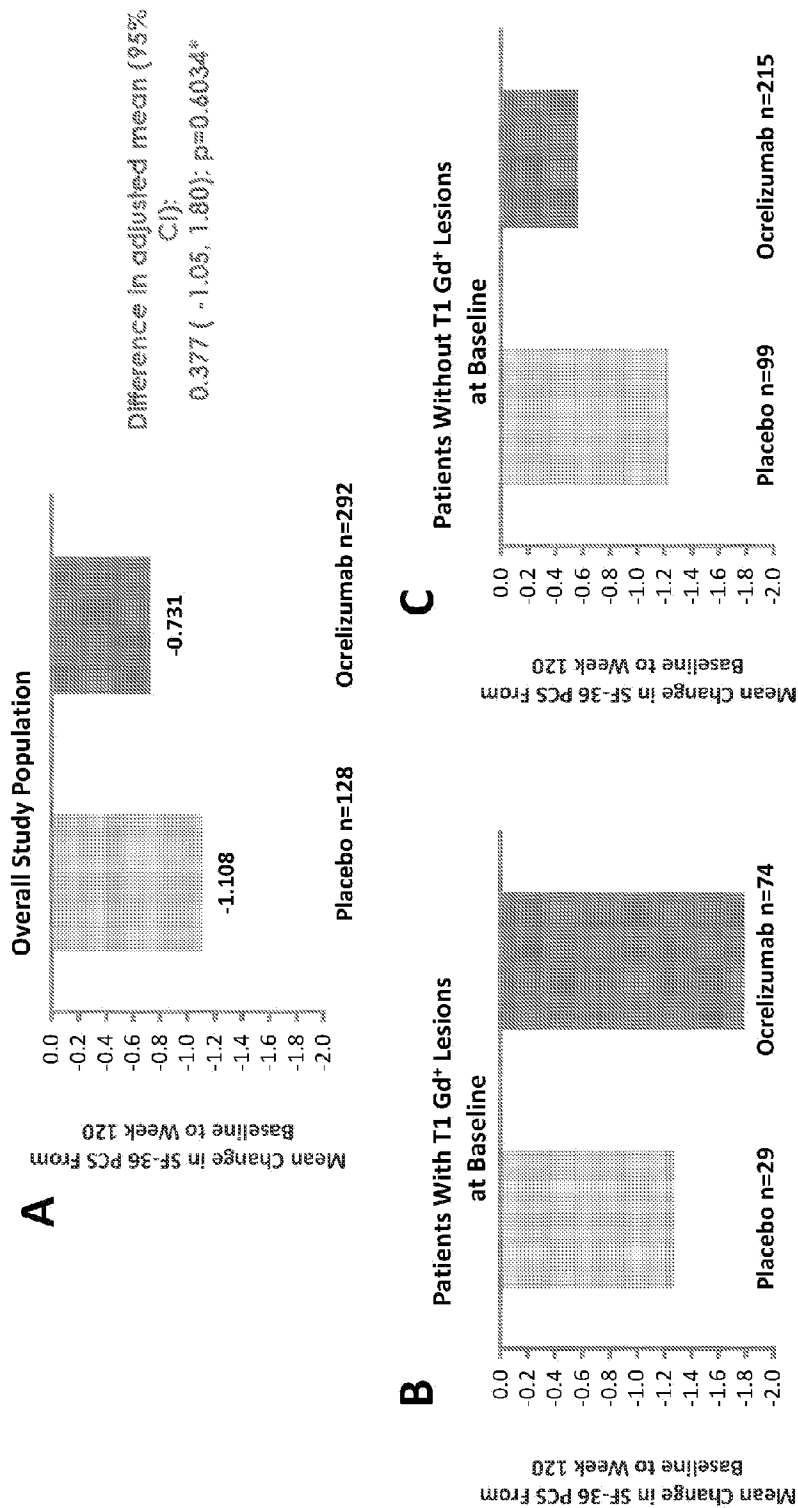 A
Overall Study Population
Mean Change in SF-36 PCS From
Baseline to Week 120
0.0
-0.2
-0.4
-0.6
-0.8
-1.0
-1.2
-1.4
-1.6
-1.8
-2.0
-1.108
-0.731
Placebo n=128
Ocrelizumab n=292
Difference in adjusted mean (95%
CI):
0.377 ( -1.05, 1.80); p=0.6034*
B
Patients With T1 Gd+ Lesions
at Baseline
Mean Change in SF-36 PCS From
Baseline to Week 120
0.0
-0.2
-0.4
-0.6
-0.8
-1.0
-1.2
-1.4
-1.6
-1.8
-2.0
Placebo n=29
Ocrelizumab n=74
C
Patients Without T1 Gd+ Lesions
at Baseline
Mean Change in SF-36 PCS From
Baseline to Week 120
0.0
-0.2
-0.4
-0.6
-0.8
-1.0
-1.2
-1.4
-1.6
-1.8
-2.0
Placebo n=99
Ocrelizumab n=215